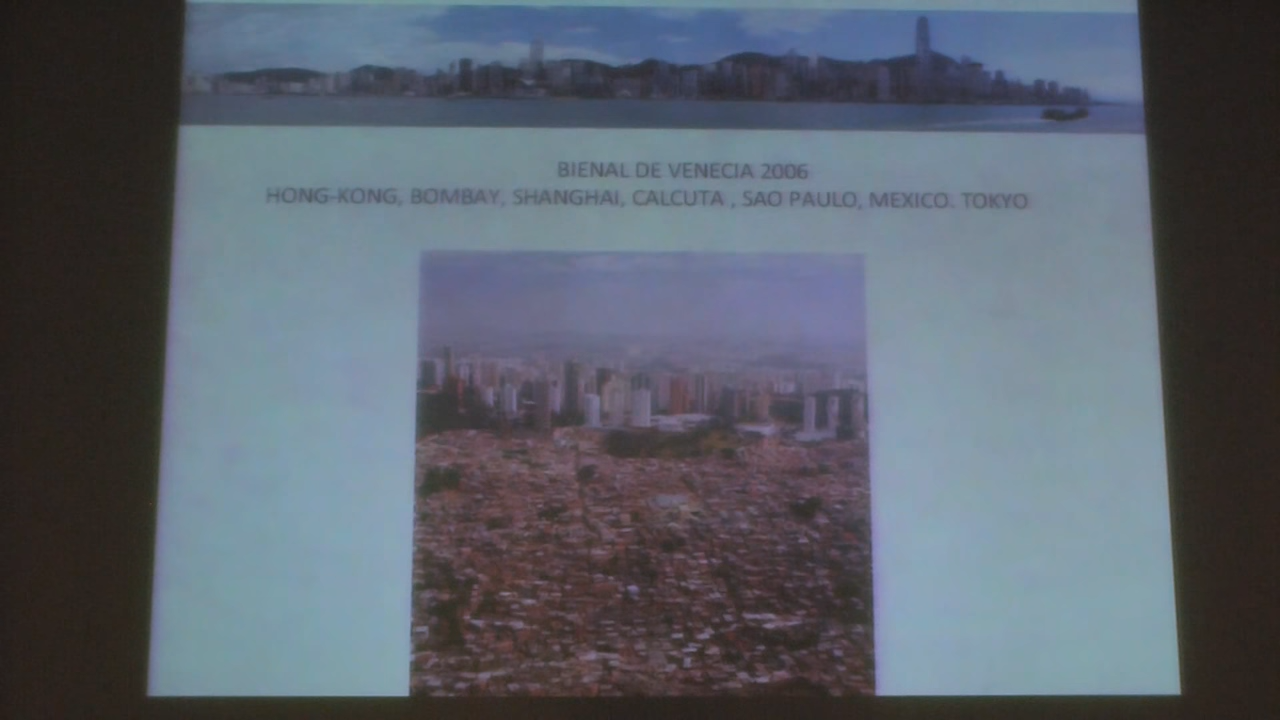 BIENAL DE VENECIA 2006
HONG-KONG, BOMBAY, SHANGHAI, CALCUTA , SAO PAULO, MEXICO. TOKYO